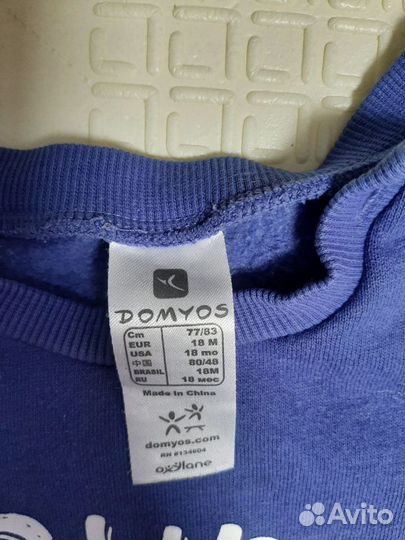 DOMYOS
Cm 77/83
EUR 18 M
USA 18 mo
中国 80/48
BRASIL 18M
RU 18 мес
Made in China
domyos.com
RN #134604
oxylane
Avito